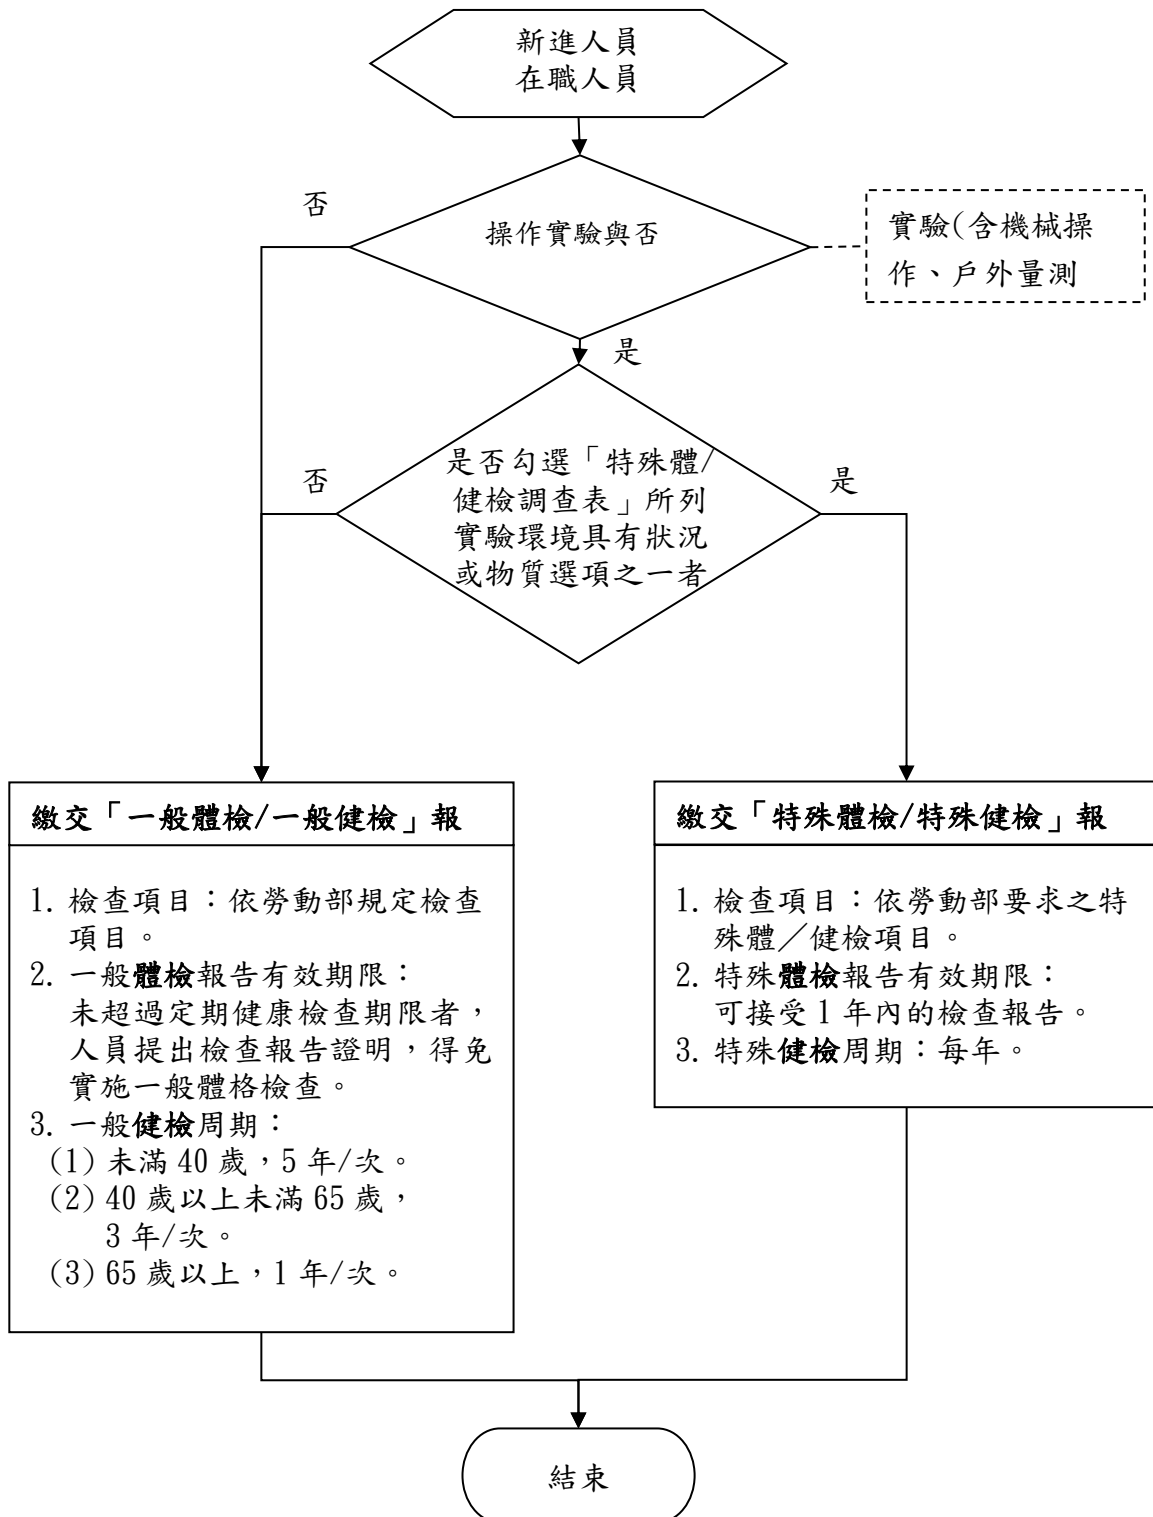 新進人員
在職人員
否
操作實驗與否
實驗(含機械操
作、戶外量測
是
否
是否勾選「特殊體/
健檢調查表」所列
實驗環境具有狀況
或物質選項之一者
是
繳交「一般體檢/一般健檢」報
1. 檢查項目：依勞動部規定檢查
項目。
2. 一般體檢報告有效期限：
未超過定期健康檢查期限者，
人員提出檢查報告證明，得免
實施一般體格檢查。
3. 一般健檢周期：
(1) 未滿 40 歲，5 年/次。
(2) 40 歲以上未滿 65 歲，
3 年/次。
(3) 65 歲以上，1 年/次。
繳交「特殊體檢/特殊健檢」報
1. 檢查項目：依勞動部要求之特
殊體／健檢項目。
2. 特殊體檢報告有效期限：
可接受 1 年內的檢查報告。
3. 特殊健檢周期：每年。
結束